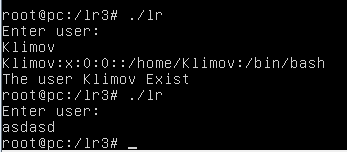 root@pc:/lr3# ./lr
Enter user:
Klimov
Klimov:x:0:0::/home/Klimov:/bin/bash
The user Klimov Exist
root@pc:/lr3# ./lr
Enter user:
asdasd
root@pc:/lr3# _